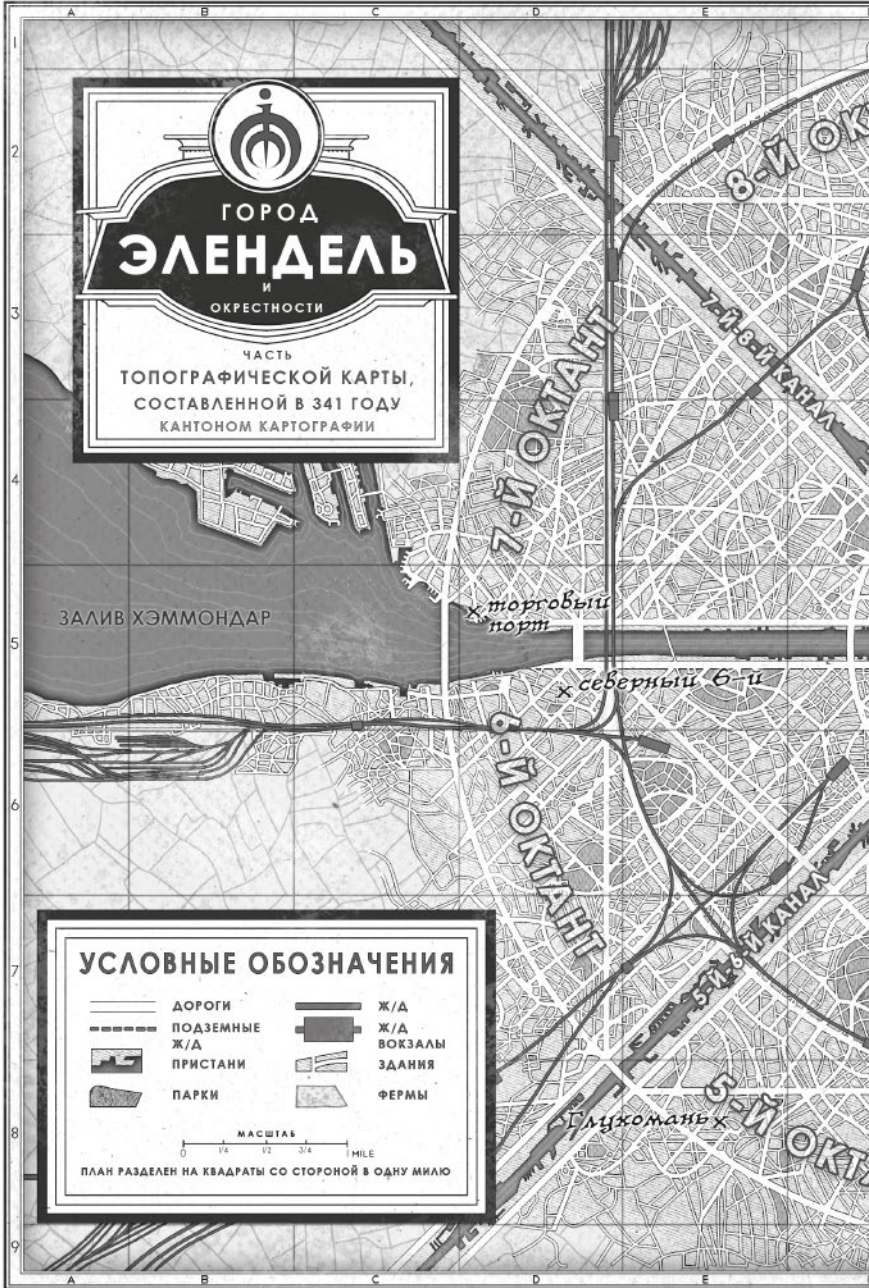 A B C D E
1
2
3
4
5
6
7
8
9
ГОРОД
ЭЛЕНДЕЛЬ
И
ОКРЕСТНОСТИ
ЧАСТЬ
ТОПОГРАФИЧЕСКОЙ КАРТЫ,
СОСТАВЛЕННОЙ В 341 ГОДУ
КАНТОНОМ КАРТОГРАФИИ
8-Й ОК
7-Й-8-Й КАНАЛ
7-Й ОКТАНТ
ЗАЛИВ ХЭММОНДАР
× торговый
порт
× северный 6-й
6-Й ОКТАНТ
5-Й-6-Й КАНАЛ
Глухомань ×
5-Й ОКТА
УСЛОВНЫЕ ОБОЗНАЧЕНИЯ
ДОРОГИ
ПОДЗЕМНЫЕ
Ж/Д
ПРИСТАНИ
ПАРКИ
Ж/Д
Ж/Д
ВОКЗАЛЫ
ЗДАНИЯ
ФЕРМЫ
МАСШТАБ
0 1/4 1/2 3/4 1 MILE
ПЛАН РАЗДЕЛЕН НА КВАДРАТЫ СО СТОРОНОЙ В ОДНУ МИЛЮ
A B C D E